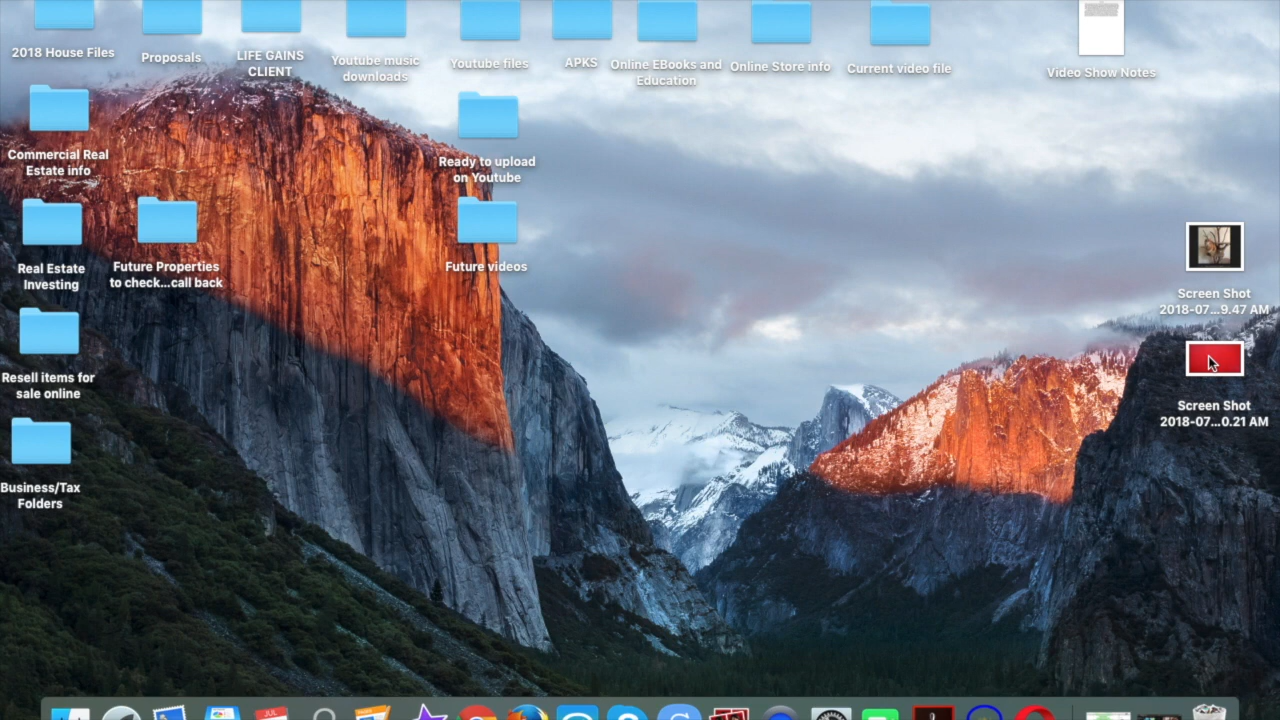 2018 House Files
Proposals
LIFE GAINS
CLIENT
Youtube music
downloads
Youtube files
APKS
Online EBooks and
Education
Online Store info
Current video file
Video Show Notes
Commercial Real
Estate info
Ready to upload
on Youtube
Real Estate
Investing
Future Properties
to check...call back
Future videos
Screen Shot
2018-07...9.47 AM
Resell items for
sale online
Screen Shot
2018-07...0.21 AM
Business/Tax
Folders
JUL